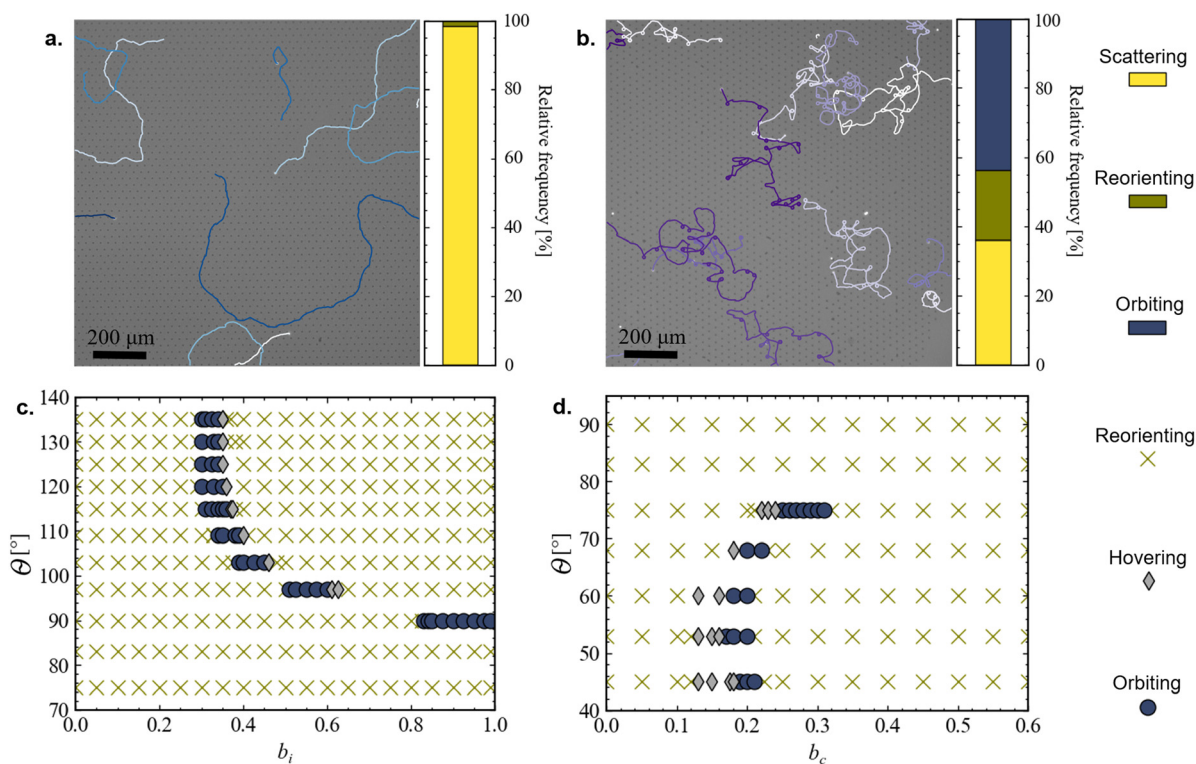 a.
200 µm
100
80
60
40
20
0
Relative frequency [%]
b.
200 µm
100
80
60
40
20
0
Relative frequency [%]
Scattering
Reorienting
Orbiting
c.
140
130
120
110
100
90
80
70
θ[°]
0.0 0.2 0.4 0.6 0.8 1.0
b_i
d.
90
80
70
60
50
40
θ[°]
0.0 0.1 0.2 0.3 0.4 0.5 0.6
b_c
Reorienting
Hovering
Orbiting